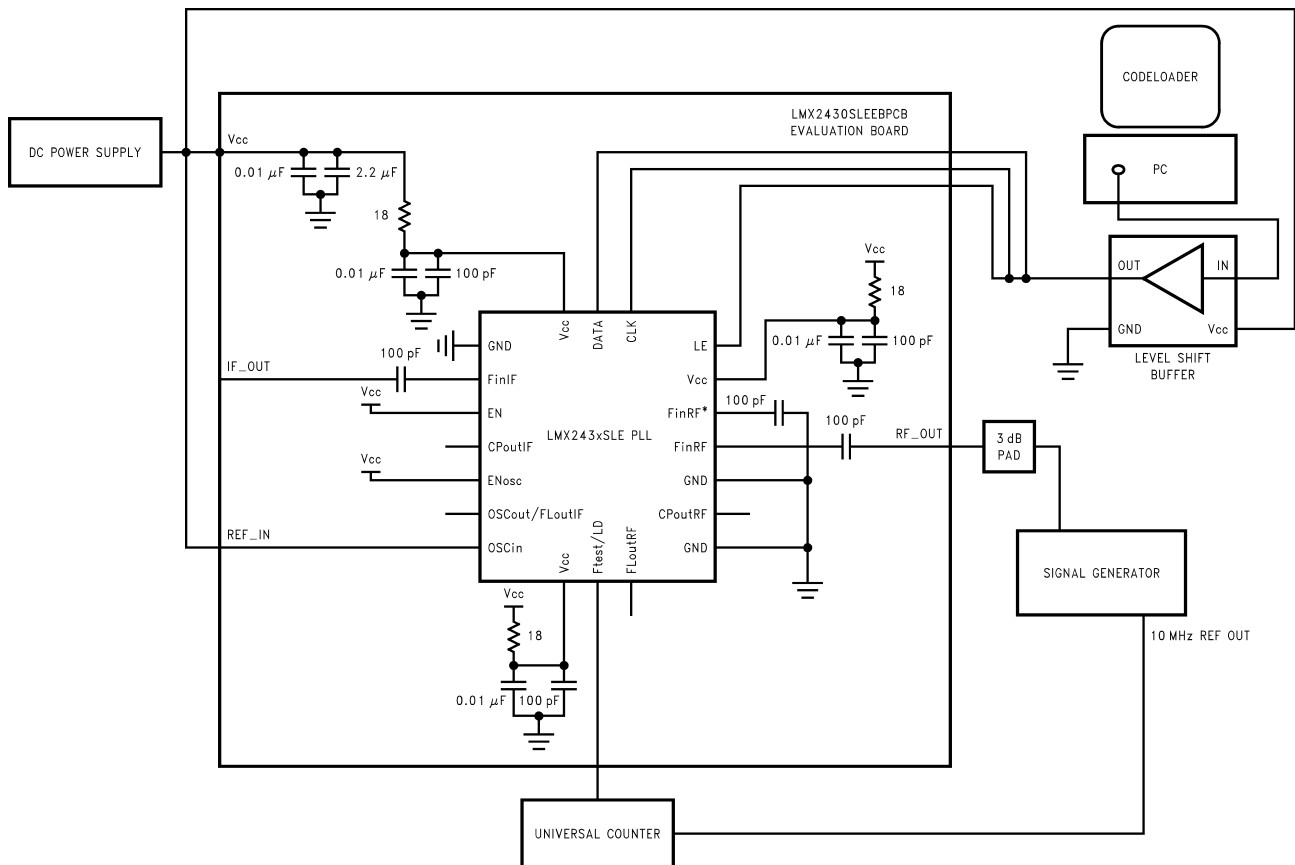 CODELOADER
LMX2430SLEEBPCB
EVALUATION BOARD
DC POWER SUPPLY
Vcc
0.01 µF
2.2 µF
PC
18
0.01 µF
100 pF
Vcc
18
OUT
IN
GND
Vcc
LEVEL SHIFT
BUFFER
Vcc
DATA
CLK
GND
LE
0.01 µF
100 pF
100 pF
IF_OUT
FinIF
Vcc
Vcc
EN
FinRF*
100 pF
LMX243xSLE PLL
CPoutIF
FinRF
100 pF
RF_OUT
3 dB
PAD
Vcc
ENosc
GND
OSCout/FLoutIF
CPoutRF
REF_IN
OSCin
GND
Vcc
Ftest/LD
FLoutRF
SIGNAL GENERATOR
Vcc
18
10 MHz REF OUT
0.01 µF
100 pF
UNIVERSAL COUNTER